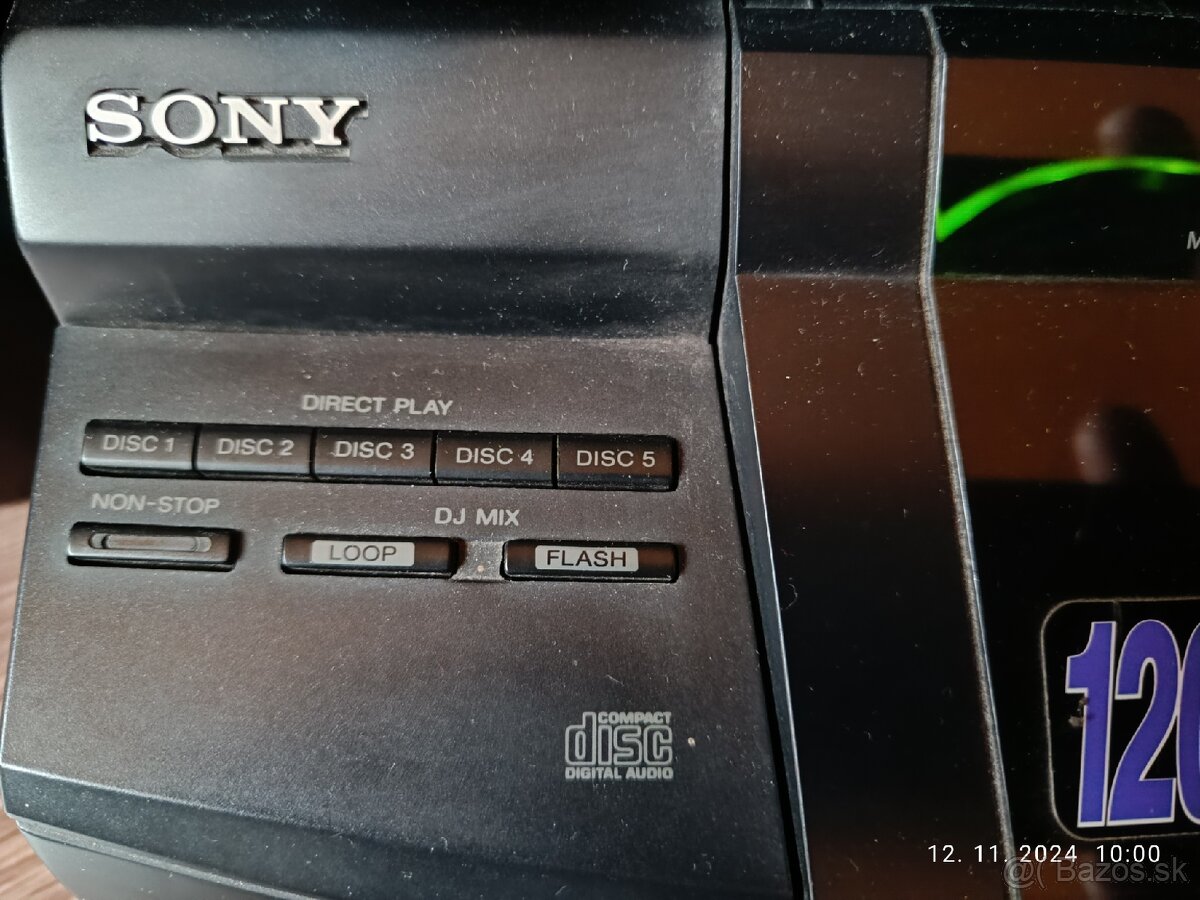 SONY
DIRECT PLAY
DISC 1 DISC 2 DISC 3 DISC 4 DISC 5
NON-STOP
DJ MIX
LOOP FLASH
COMPACT
disc
DIGITAL AUDIO
12. 11. 2024 10:00
@( Bazos.sk